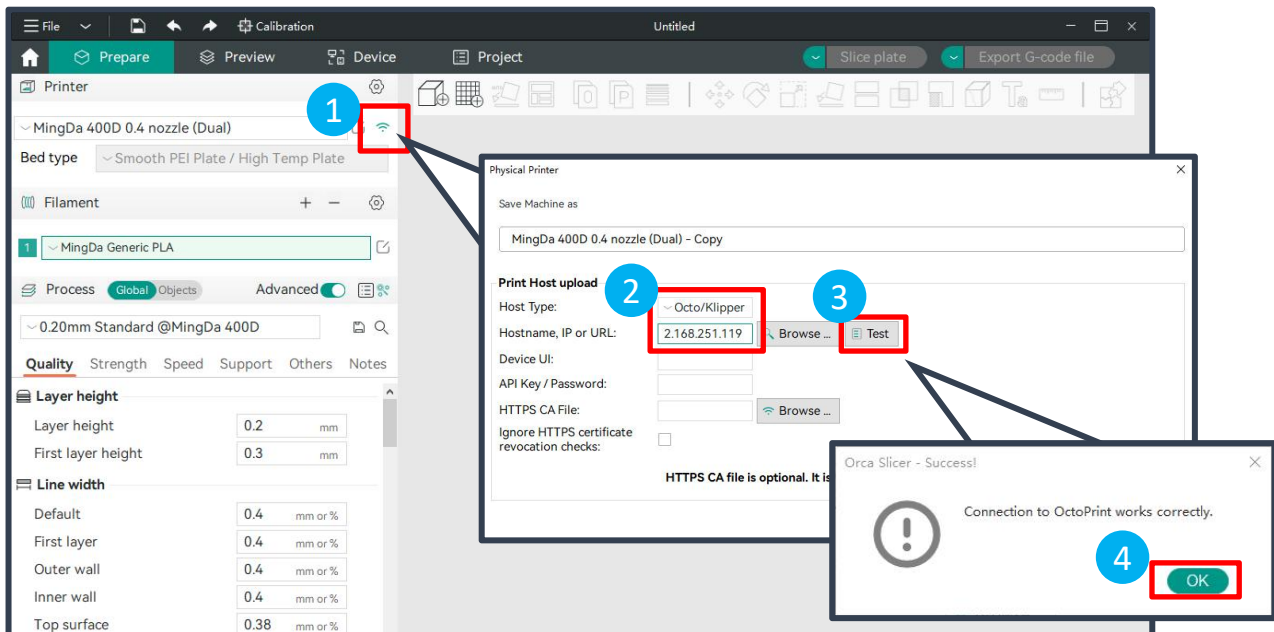 File Calibration Untitled
Prepare Preview Device Project Slice plate Export G-code file
Printer
1
MingDa 400D 0.4 nozzle (Dual)
Bed type Smooth PEI Plate / High Temp Plate
Filament
1 MingDa Generic PLA
Process Global Objects Advanced
0.20mm Standard @MingDa 400D
Quality Strength Speed Support Others Notes
Layer height
Layer height 0.2 mm
First layer height 0.3 mm
Line width
Default 0.4 mm or %
First layer 0.4 mm or %
Outer wall 0.4 mm or %
Inner wall 0.4 mm or %
Top surface 0.38 mm or %
Physical Printer
Save Machine as
MingDa 400D 0.4 nozzle (Dual) - Copy
Print Host upload
2
3
Host Type: Octo/Klipper
Hostname, IP or URL: 2.168.251.119 Browse ... Test
Device UI:
API Key / Password:
HTTPS CA File: Browse ...
Ignore HTTPS certificate
revocation checks:
HTTPS CA file is optional. It is
Orca Slicer - Success!
Connection to OctoPrint works correctly.
4
OK